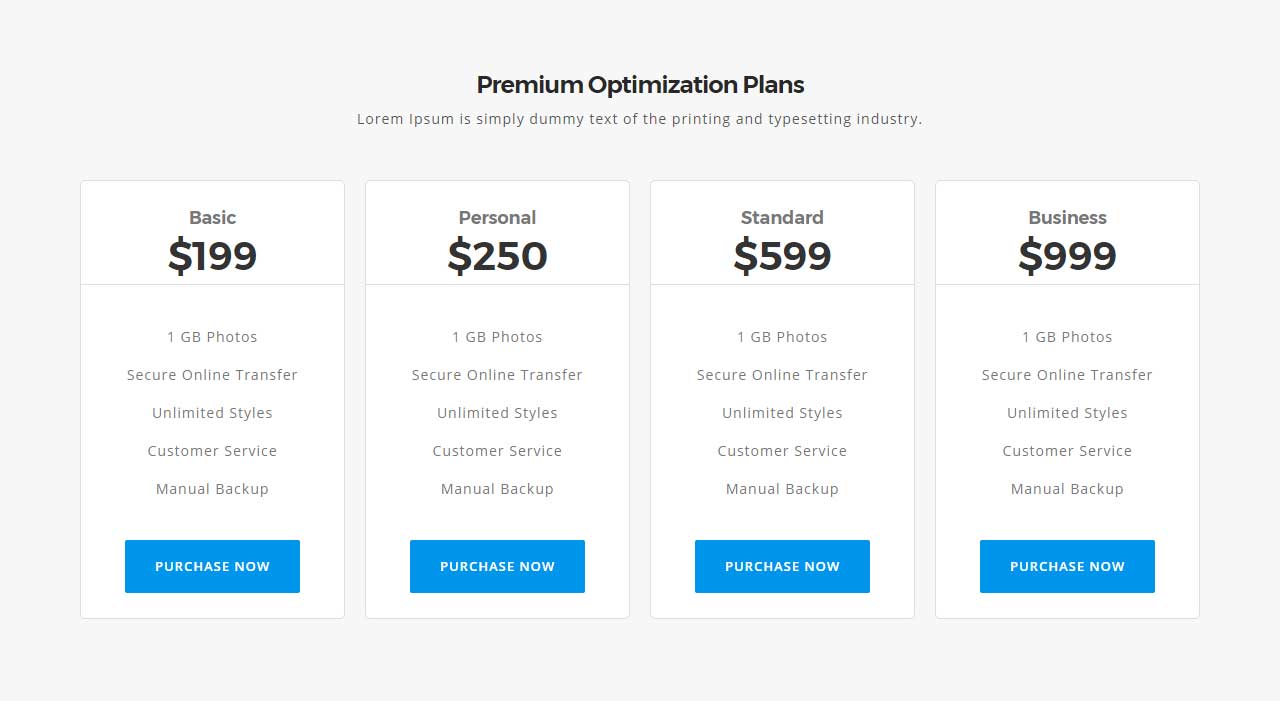 Premium Optimization Plans
Lorem Ipsum is simply dummy text of the printing and typesetting industry.
Basic
$199
1 GB Photos
Secure Online Transfer
Unlimited Styles
Customer Service
Manual Backup
PURCHASE NOW
Personal
$250
1 GB Photos
Secure Online Transfer
Unlimited Styles
Customer Service
Manual Backup
PURCHASE NOW
Standard
$599
1 GB Photos
Secure Online Transfer
Unlimited Styles
Customer Service
Manual Backup
PURCHASE NOW
Business
$999
1 GB Photos
Secure Online Transfer
Unlimited Styles
Customer Service
Manual Backup
PURCHASE NOW